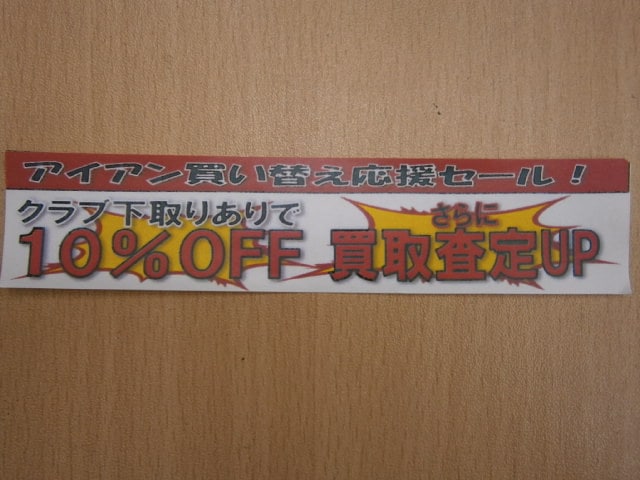 アイアン買い替え応援セール！
クラブ下取りありで
10％OFF
さらに
買取査定UP